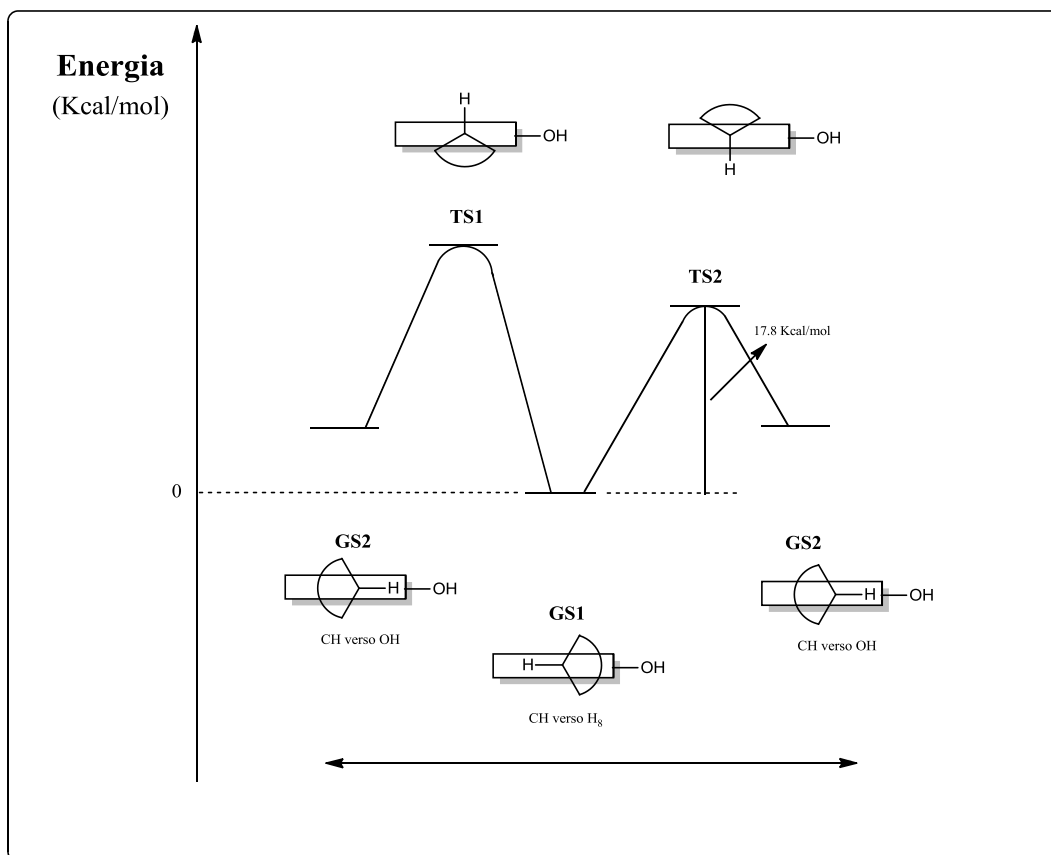 Energia
(Kcal/mol)
H
OH
OH
H
TS1
TS2
17.8 Kcal/mol
0
GS2
H
OH
CH verso OH
GS1
H
OH
CH verso H8
GS2
H
OH
CH verso OH